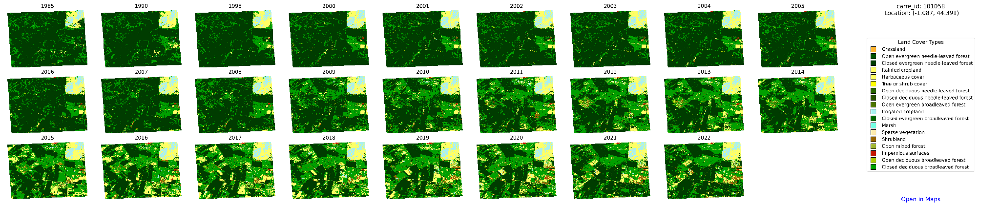 1985
1990
1995
2000
2001
2002
2003
2004
2005
carre_id: 101058
Location: (-1.087, 44.391)
2006
2007
2008
2009
2010
2011
2012
2013
2014
2015
2016
2017
2018
2019
2020
2021
2022
Land Cover Types
Grassland
Open evergreen needle-leaved forest
Closed evergreen needle-leaved forest
Rainfed cropland
Herbaceous cover
Tree or shrub cover
Open deciduous needle-leaved forest
Closed deciduous needle-leaved forest
Open evergreen broadleaved forest
Irrigated cropland
Closed evergreen broadleaved forest
Marsh
Sparse vegetation
Shrubland
Open mixed forest
Impervious surfaces
Open deciduous broadleaved forest
Closed deciduous broadleaved forest
Open in Maps